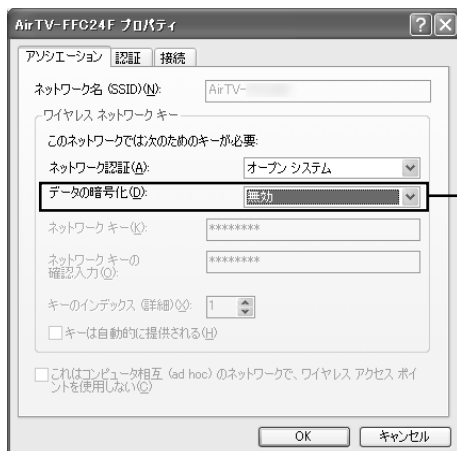 AirTV-FFC24F プロパティ
アソシエーション 認証 接続
ネットワーク名 (SSID)(N): AirTV-
ワイヤレス ネットワーク キー
このネットワークでは次のためのキーが必要:
ネットワーク認証(A): オープン システム
データの暗号化(D): 無効
ネットワーク キー(K): ********
ネットワーク キーの
確認入力(O): ********
キーのインデックス (詳細)(X): 1
キーは自動的に提供される(H)
これはコンピュータ相互 (ad hoc) のネットワークで、ワイヤレス アクセス ポイ
ントを使用しない(C)
OK キャンセル